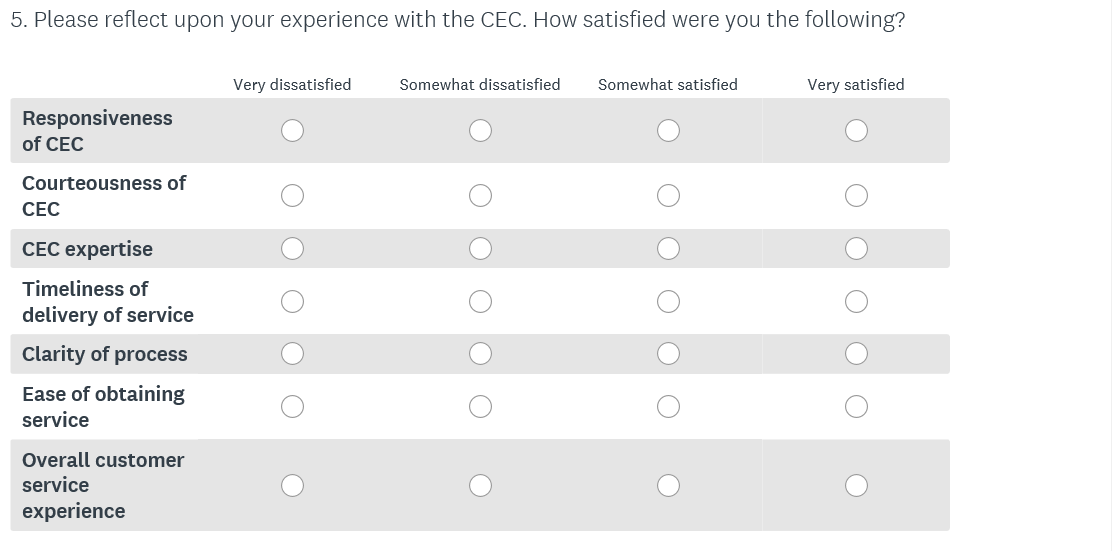 5. Please reflect upon your experience with the CEC. How satisfied were you the following?
Very dissatisfied Somewhat dissatisfied Somewhat satisfied Very satisfied
Responsiveness
of CEC
Courteousness of
CEC
CEC expertise
Timeliness of
delivery of service
Clarity of process
Ease of obtaining
service
Overall customer
service
experience